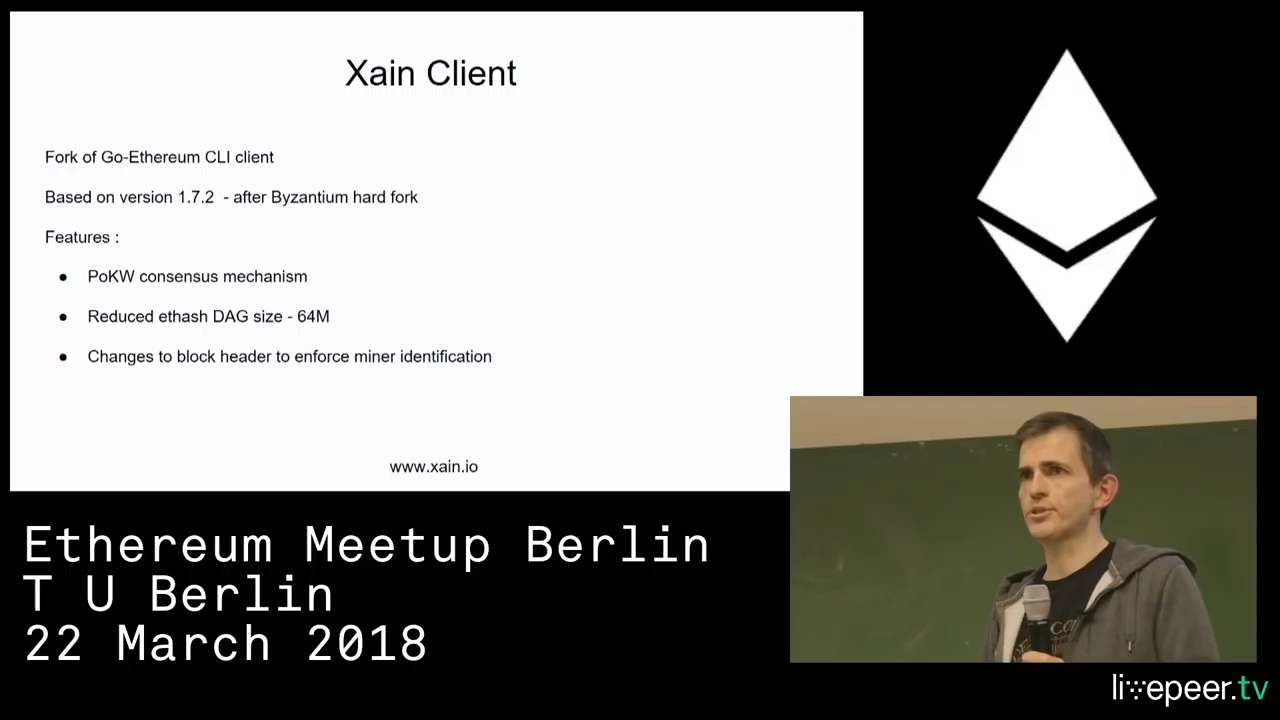 Xain Client
Fork of Go-Ethereum CLI client
Based on version 1.7.2 - after Byzantium hard fork
Features :
● PoKW consensus mechanism
● Reduced ethash DAG size - 64M
● Changes to block header to enforce miner identification
www.xain.io
Ethereum Meetup Berlin
T U Berlin
22 March 2018
livepeer.tv